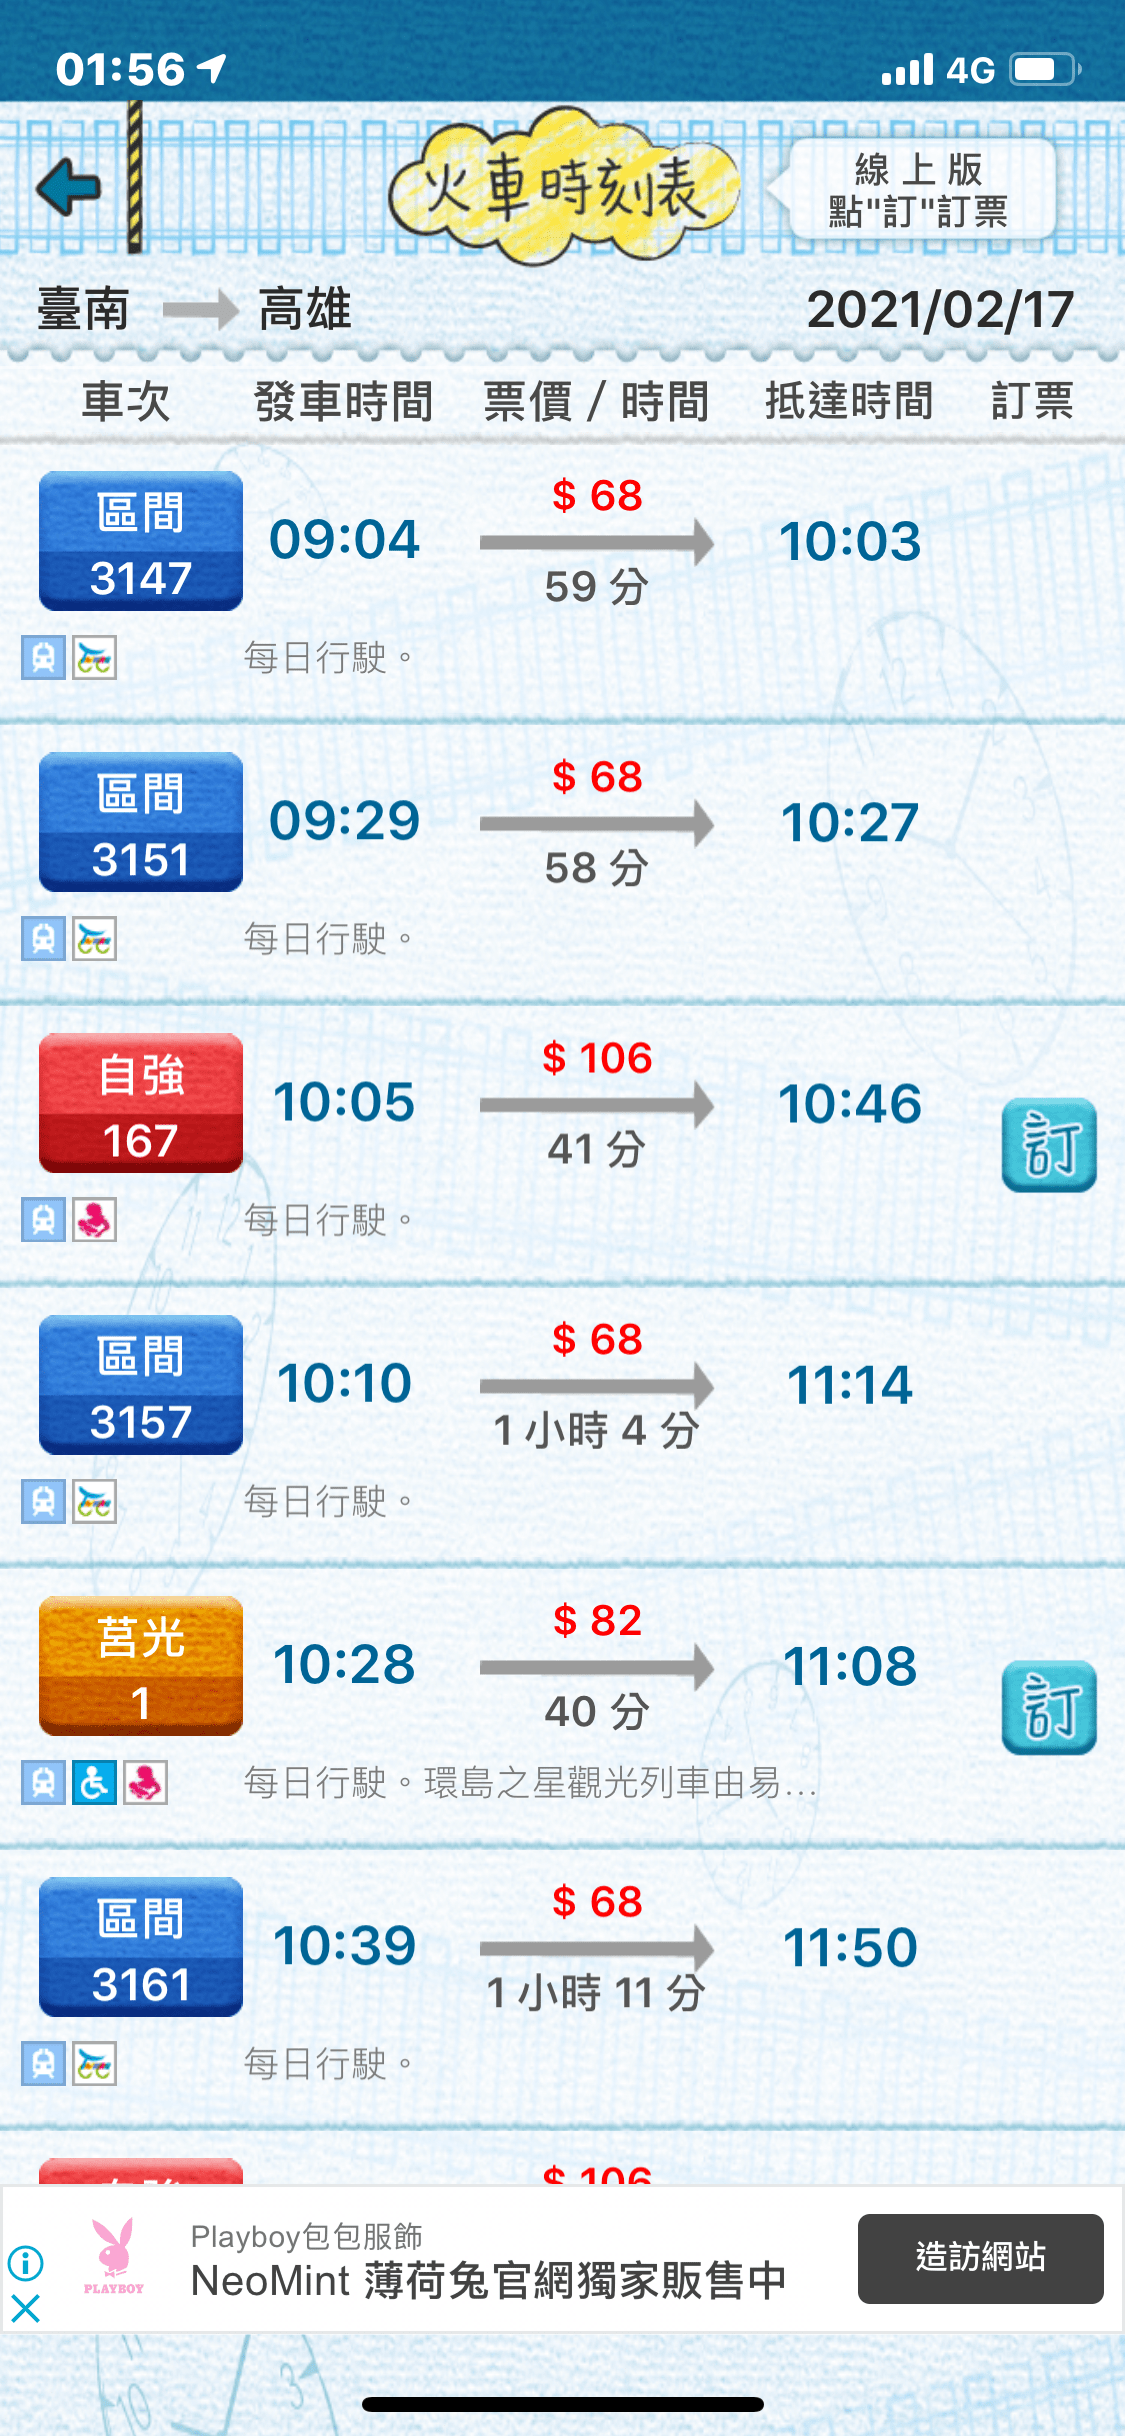 01:56
4G
火車時刻表
線上版
點"訂"訂票
臺南 高雄 2021/02/17
車次 發車時間 票價 / 時間 抵達時間 訂票
區間
3147
09:04
$ 68
59 分
10:03
每日行駛。
區間
3151
09:29
$ 68
58 分
10:27
每日行駛。
自強
167
10:05
$ 106
41 分
10:46
訂
每日行駛。
區間
3157
10:10
$ 68
1 小時 4 分
11:14
每日行駛。
莒光
1
10:28
$ 82
40 分
11:08
訂
每日行駛。環島之星觀光列車由易...
區間
3161
10:39
$ 68
1 小時 11 分
11:50
每日行駛。
$ 106
PLAYBOY
Playboy包包服飾
NeoMint 薄荷兔官網獨家販售中
造訪網站